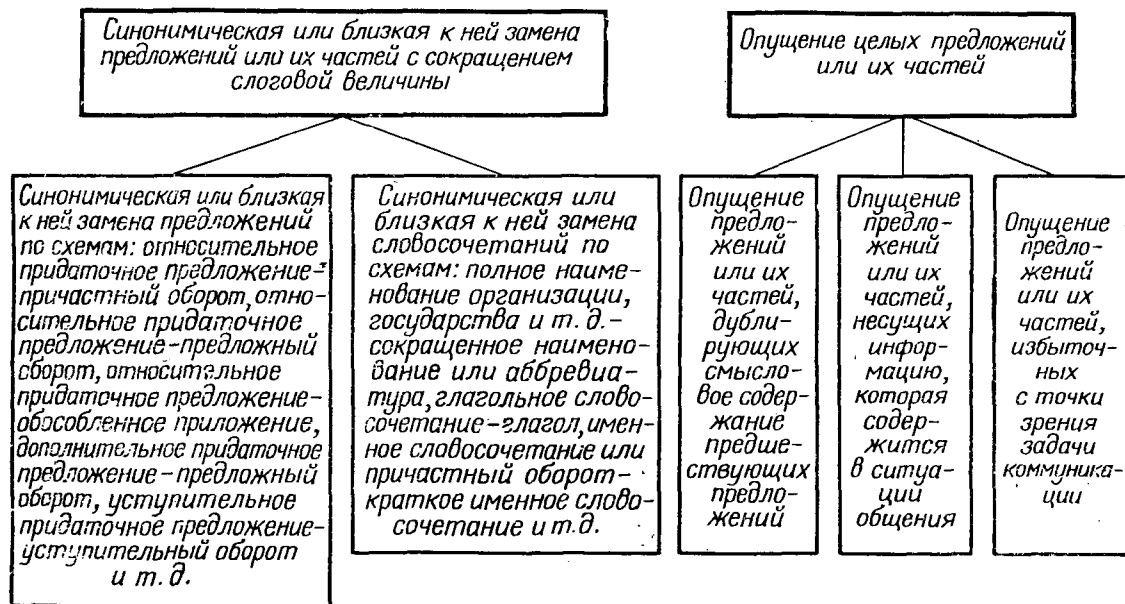 Синонимическая или близкая к ней замена
предложений или их частей с сокращением
слоговой величины
Опущение целых предложений
или их частей
Синонимическая или близкая
к ней замена предложений
по схемам: относительное
придаточное предложение-
причастный оборот, отно-
сительное придаточное
предложение-предложный
оборот, относительное
придаточное предложение-
обособленное приложение,
дополнительное придаточное
предложение-предложный
оборот, уступительное
придаточное предложение-
уступительный оборот
и т. д.
Синонимическая или
близкая к ней замена
словосочетаний по
схемам: полное наиме-
нование организации,
государства и т. д.-
сокращенное наимено-
вание или аббревиа-
тура, глагольное слово-
сочетание-глагол, имен-
ное словосочетание или
причастный оборот-
краткое именное слово-
сочетание и т.д.
Опущение
предло-
жений
или их
частей,
дубли-
рующих
смысло-
вое содер-
жание
предше-
ствующих
предло-
жений
Опущение
предло-
жений
или их
частей,
несущих
инфор-
мацию,
которая
содер-
жится
в ситуа-
ции
общения
Опущение
предло-
жений
или их
частей,
избыточ-
ных
с точки
зрения
задачи
коммуника-
ции